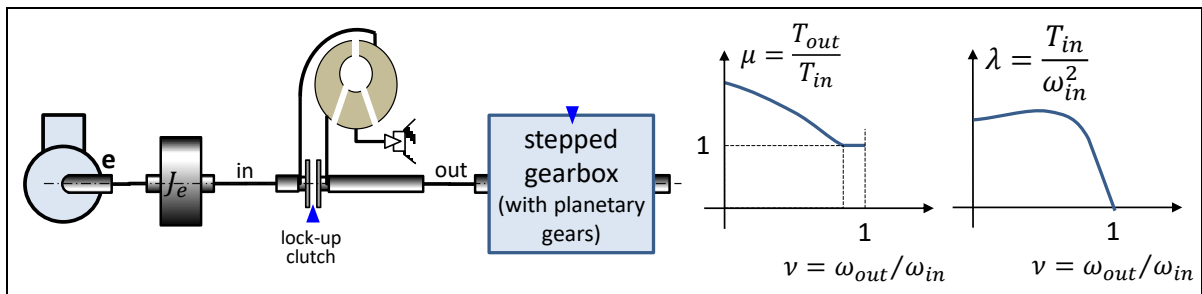 e
J_e
in
lock-up
clutch
out
stepped
gearbox
(with planetary
gears)
μ = T_out/T_in
1
1
ν = ω_out/ω_in
λ = T_in/ω_in^2
1
ν = ω_out/ω_in